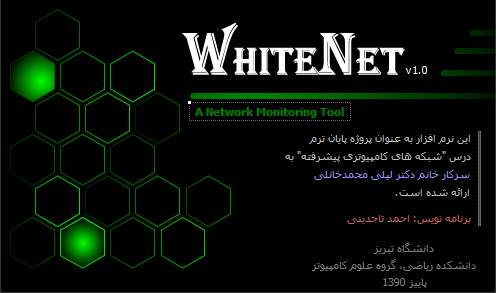 WhiteNet v1.0
A Network Monitoring Tool
این نرم افزار به عنوان پروژه پایان ترم
درس "شبکه های کامپیوتری پیشرفته" به
سرکار خانم دکتر لیلی محمدخانلی
ارائه شده است.
برنامه نویس: احمد تاجدینی
دانشگاه تبریز
دانشکده ریاضی، گروه علوم کامپیوتر
پاییز 1390